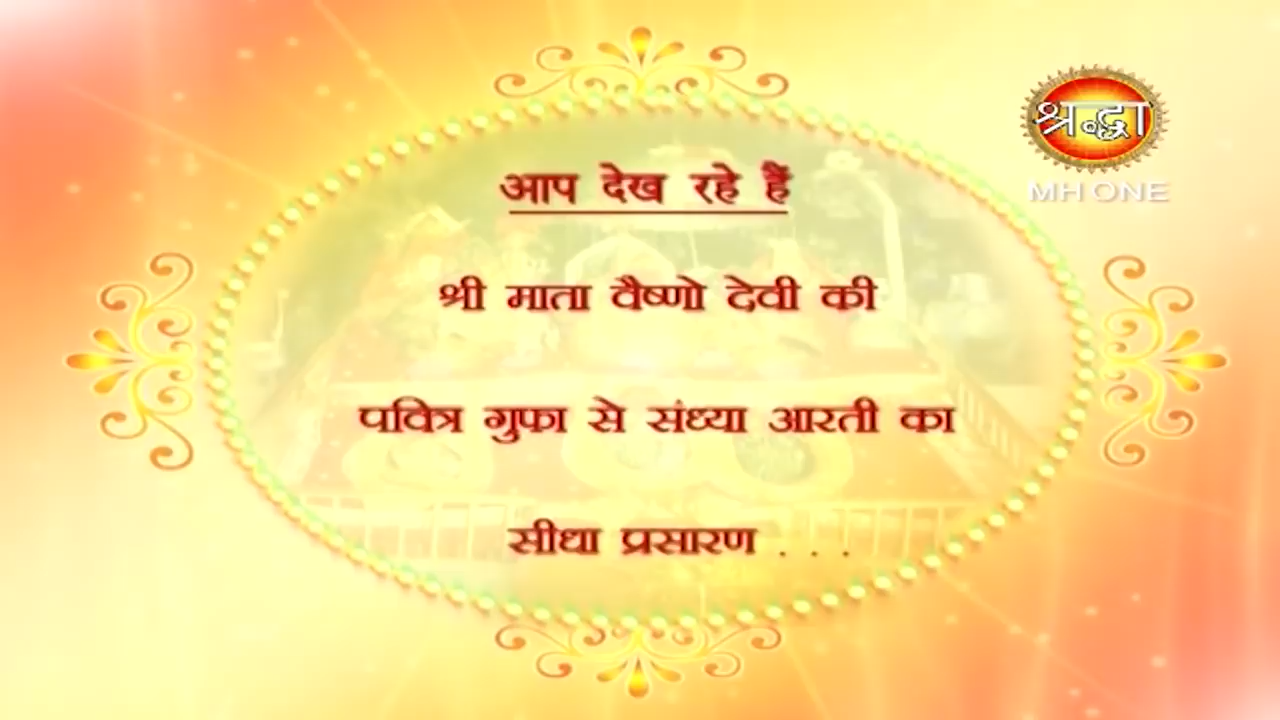 श्रद्धा
MH ONE
आप देख रहे हैं
श्री माता वैष्णो देवी की
पवित्र गुफा से संध्या आरती का
सीधा प्रसारण . . .